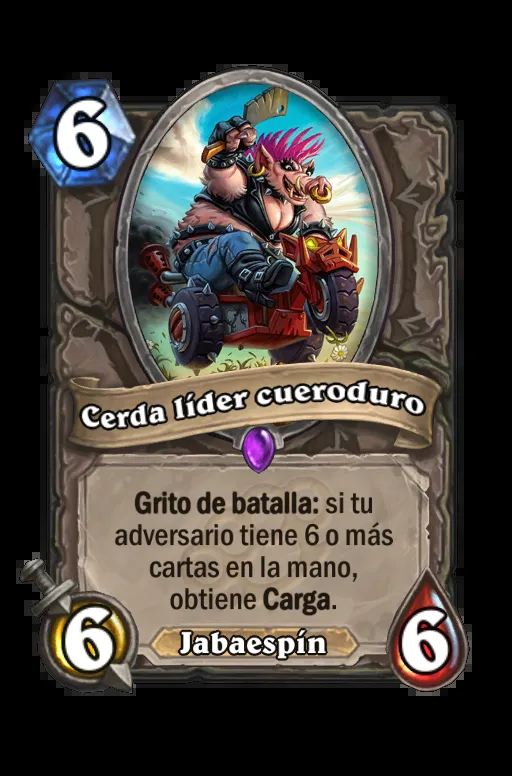 6
Cerda líder cueroduro
Grito de batalla: si tu
adversario tiene 6 o más
cartas en la mano,
obtiene Carga.
6
Jabaespín
6